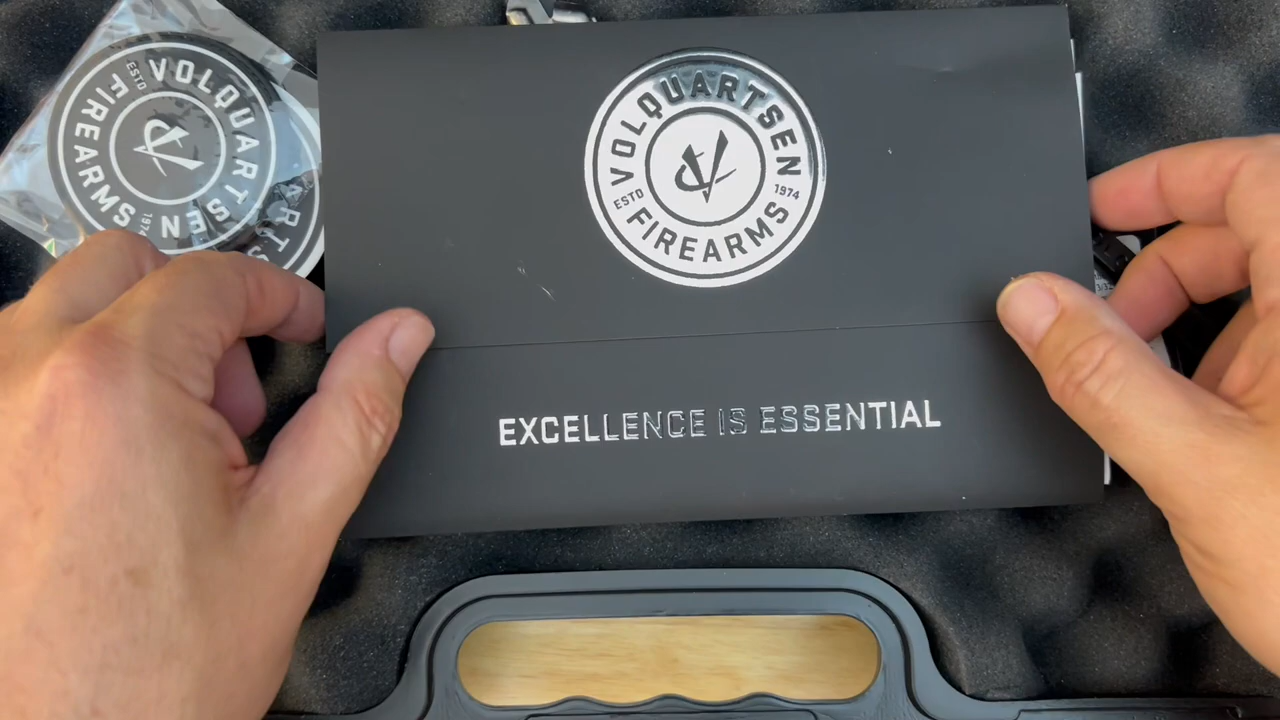 VOLQUARTSEN
FIREARMS
ESTD
1974
VOLQUARTSEN
ESTD 1974
FIREARMS
EXCELLENCE IS ESSENTIAL